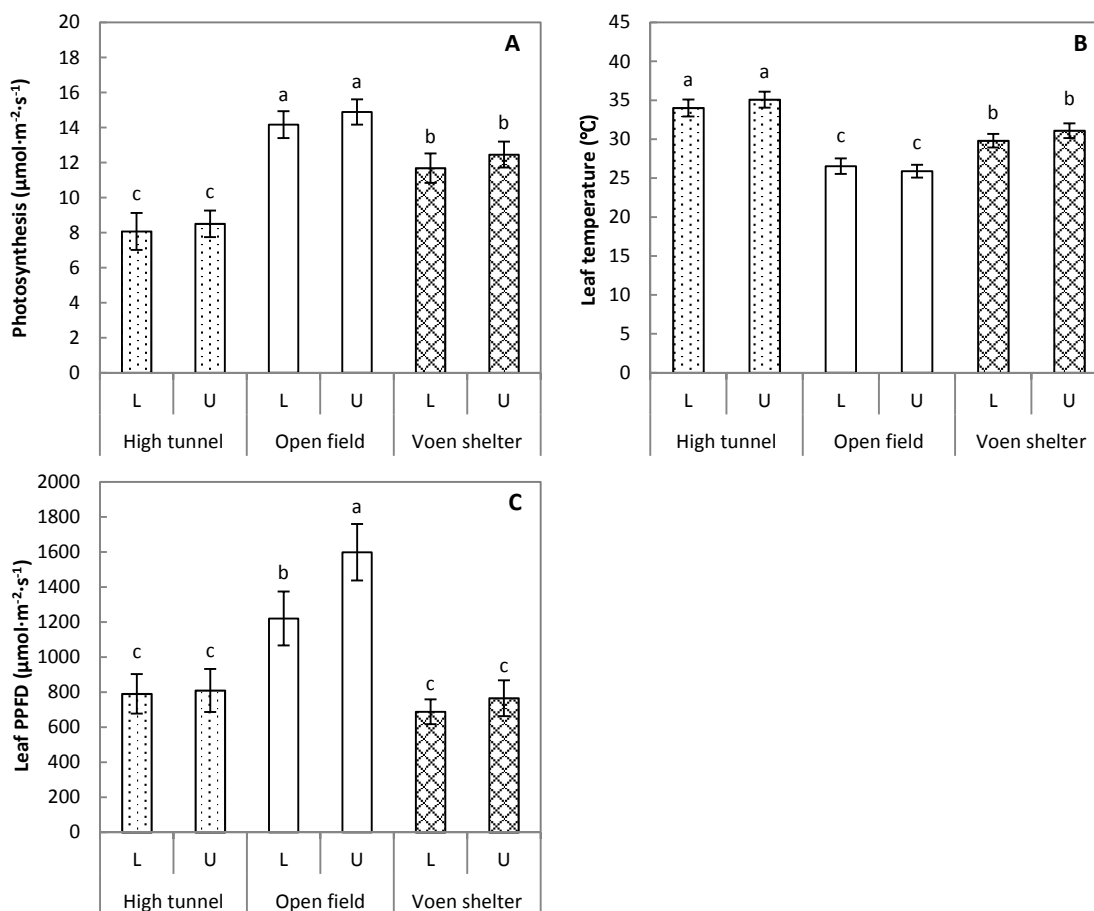 A
Photosynthesis (μmol·m⁻²·s⁻¹)
20
18
16
14
12
10
8
6
4
2
0
c
c
a
a
b
b
L U L U L U
High tunnel Open field Voen shelter
B
Leaf temperature (°C)
45
40
35
30
25
20
15
10
5
0
a
a
c
c
b
b
L U L U L U
High tunnel Open field Voen shelter
C
Leaf PPFD (μmol·m⁻²·s⁻¹)
2000
1800
1600
1400
1200
1000
800
600
400
200
0
c
c
b
a
c
c
L U L U L U
High tunnel Open field Voen shelter